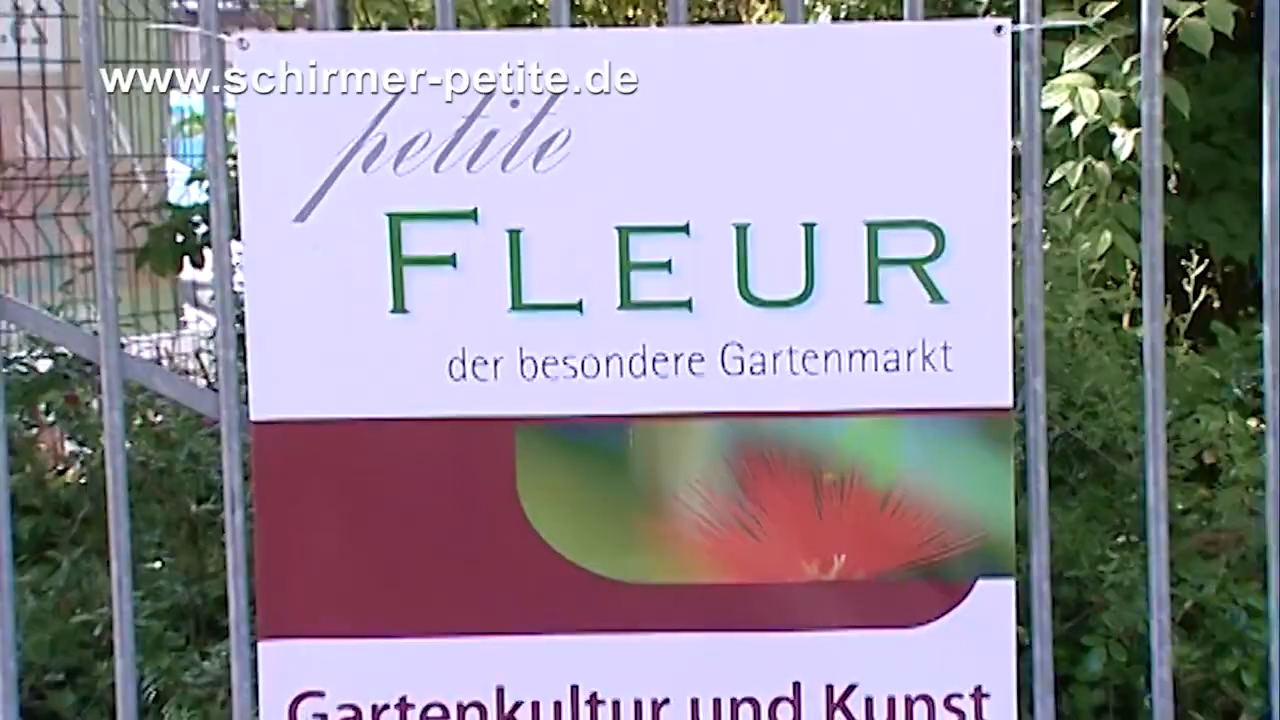 www.schirmer-petite.de
petite
FLEUR
der besondere Gartenmarkt
Gartenkultur und Kunst